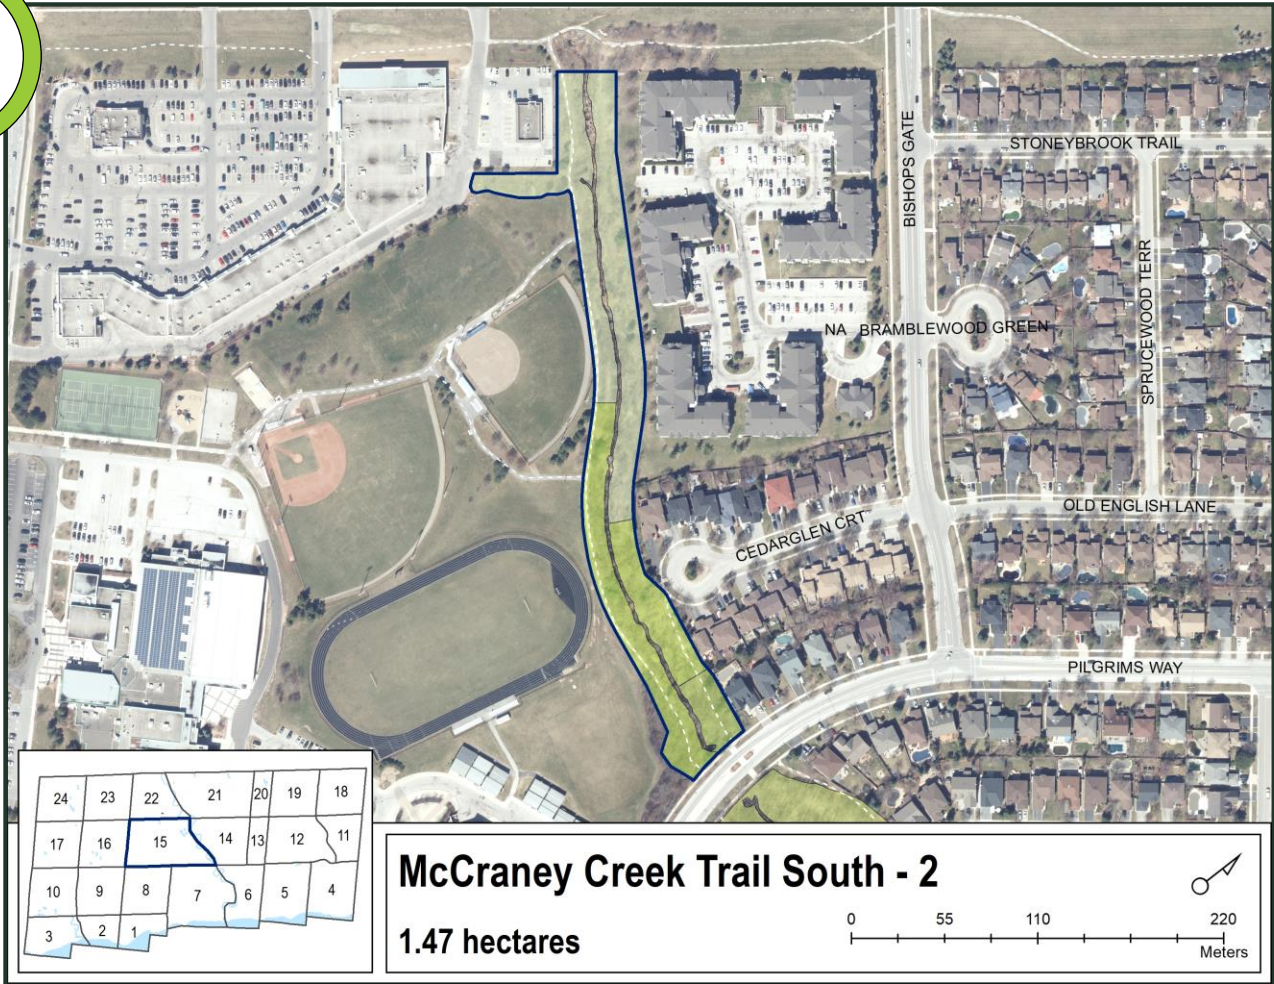 STONEYBROOK TRAIL
BISHOPS GATE
SPRUCEWOOD TERR
NA BRAMBLEWOOD GREEN
OLD ENGLISH LANE
CEDARGLEN CRT
PILGRIMS WAY
24 23 22 21 20 19 18
17 16 15 14 13 12 11
10 9 8 7 6 5 4
3 2 1
McCraney Creek Trail South - 2
1.47 hectares
0 55 110 220
Meters